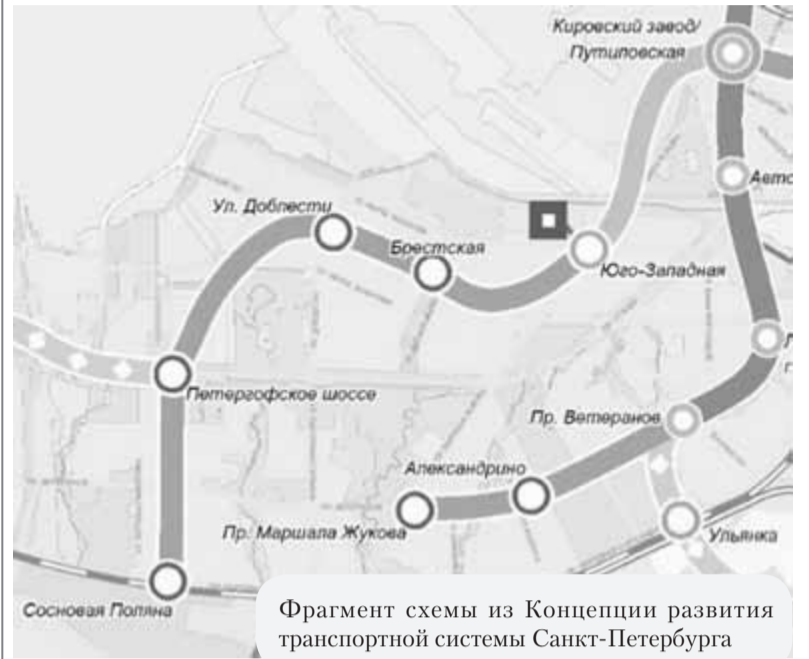 Кировский завод/
Путиловская
Авто
Ул. Доблести
Брестская
Юго-Западная
Петергофское шоссе
Пр. Ветеранов
Александрино
Пр. Маршала Жукова
Ульянка
Сосновая Поляна
Фрагмент схемы из Концепции развития
транспортной системы Санкт-Петербурга